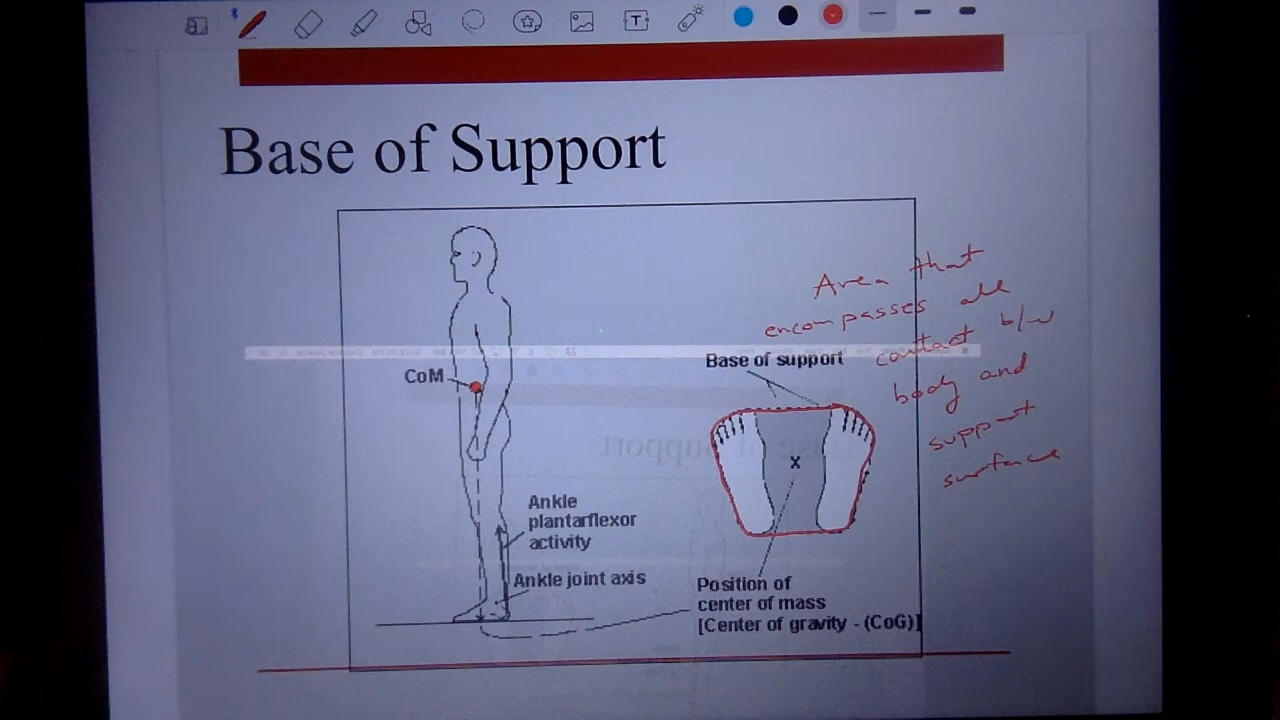 T
Base of Support
Area that
encompasses all
contact b/w
body and
support
surface
Base of support
CoM
Ankle
plantarflexor
activity
Ankle joint axis
x
Position of
center of mass
[Center of gravity - (CoG)]